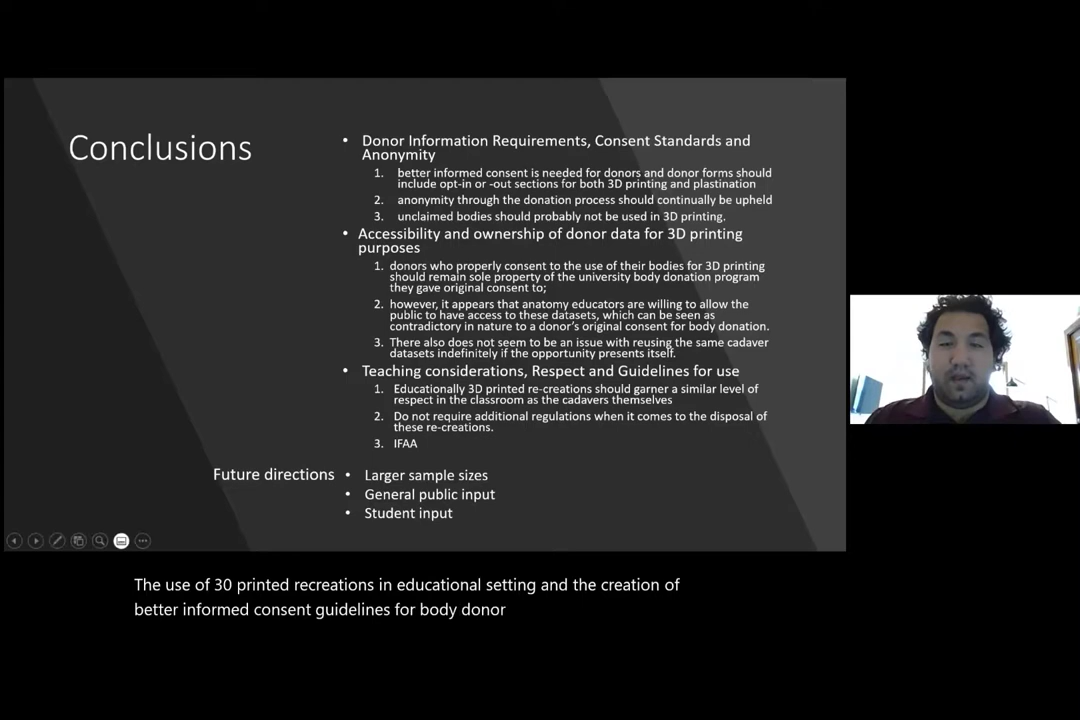 Conclusions
• Donor Information Requirements, Consent Standards and
Anonymity
1. better informed consent is needed for donors and donor forms should
include opt-in or -out sections for both 3D printing and plastination
2. anonymity through the donation process should continually be upheld
3. unclaimed bodies should probably not be used in 3D printing.
• Accessibility and ownership of donor data for 3D printing
purposes
1. donors who properly consent to the use of their bodies for 3D printing
should remain sole property of the university body donation program
they gave original consent to;
2. however, it appears that anatomy educators are willing to allow the
public to have access to these datasets, which can be seen as
contradictory in nature to a donor's original consent for body donation.
3. There also does not seem to be an issue with reusing the same cadaver
datasets indefinitely if the opportunity presents itself.
• Teaching considerations, Respect and Guidelines for use
1. Educationally 3D printed re-creations should garner a similar level of
respect in the classroom as the cadavers themselves
2. Do not require additional regulations when it comes to the disposal of
these re-creations.
3. IFAA
Future directions • Larger sample sizes
• General public input
• Student input
The use of 30 printed recreations in educational setting and the creation of
better informed consent guidelines for body donor